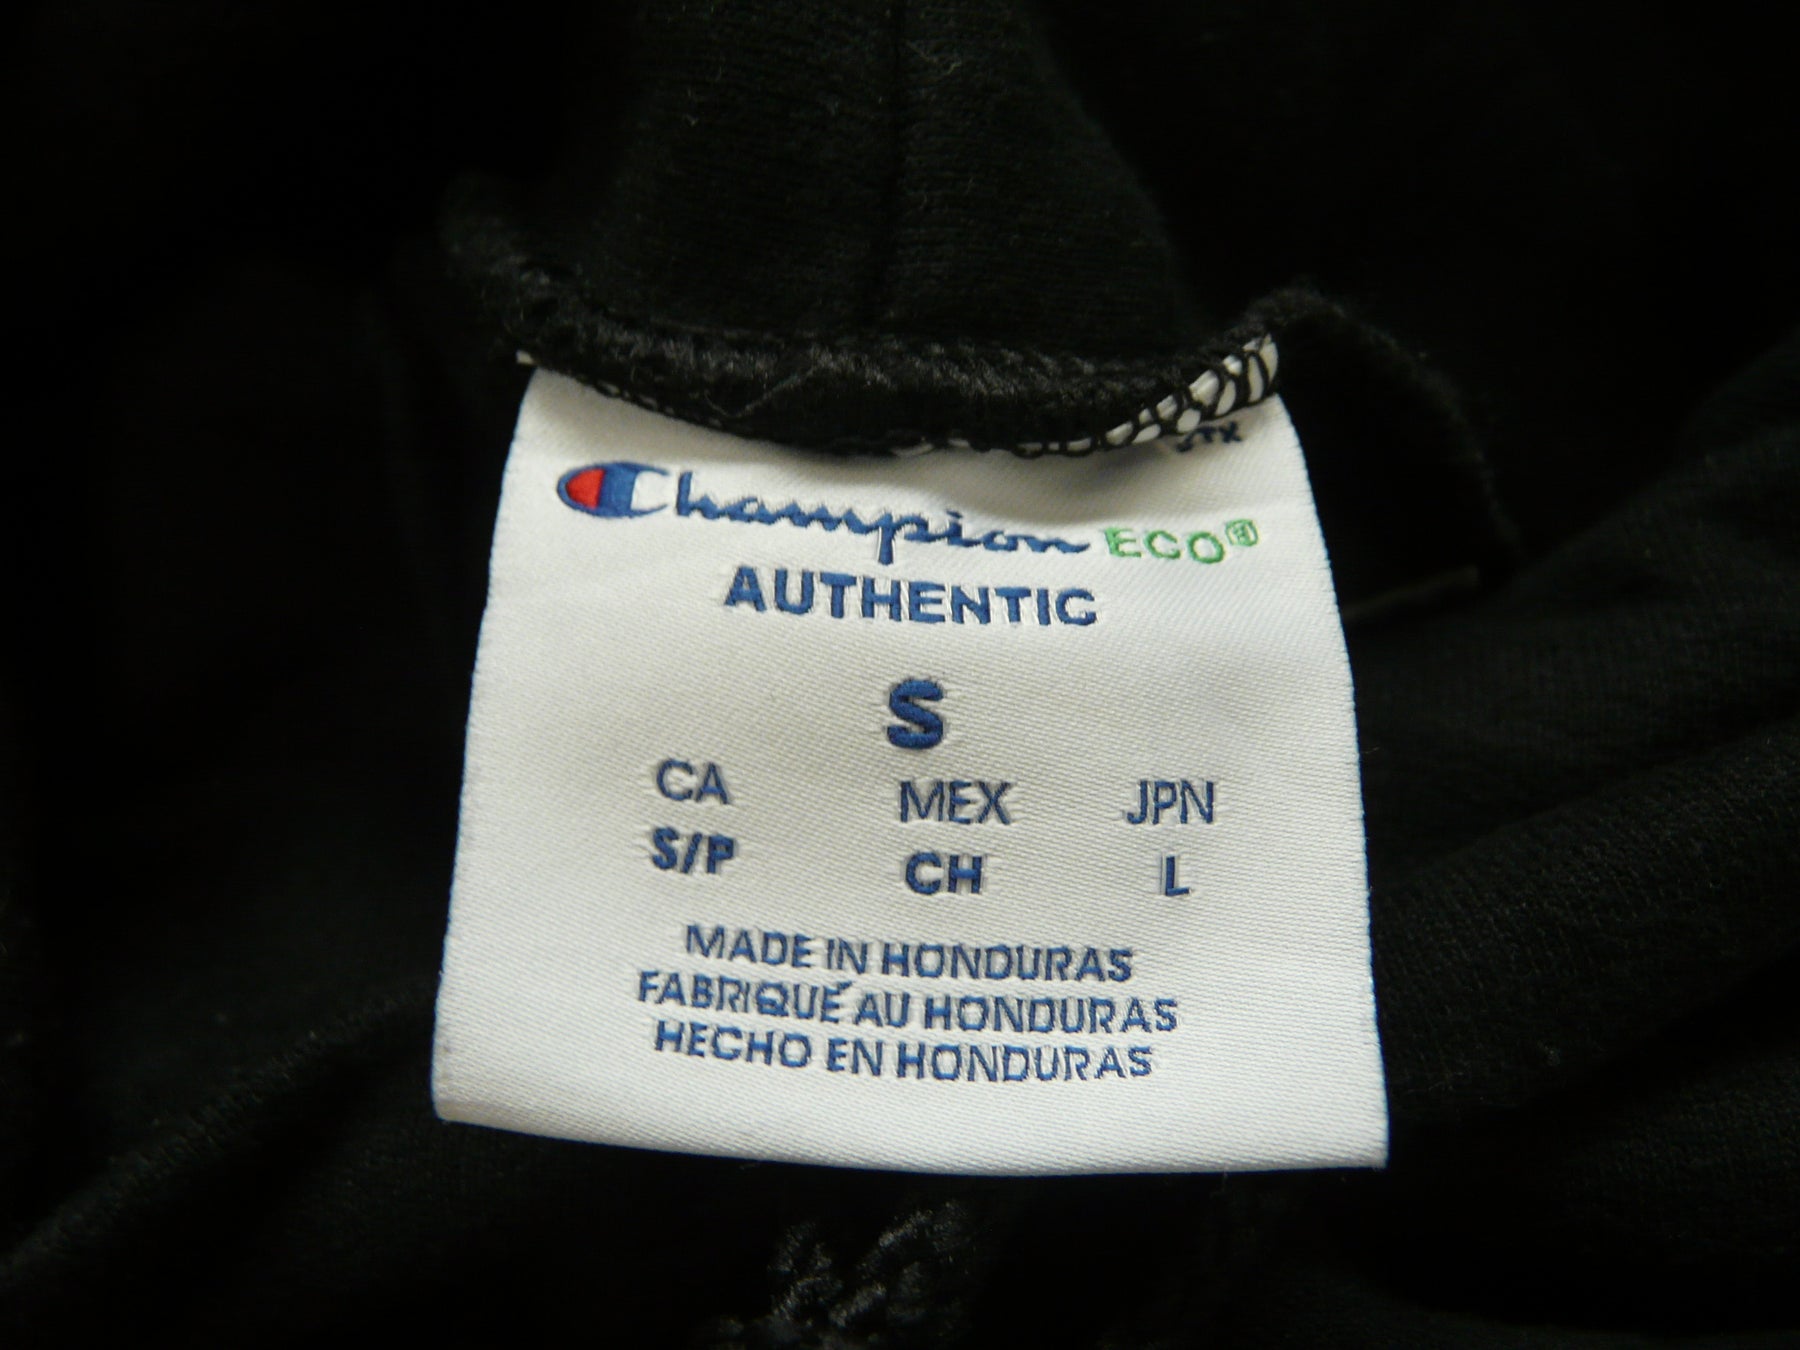 Champion ECO®
AUTHENTIC
S
CA MEX JPN
S/P CH L
MADE IN HONDURAS
FABRIQUÉ AU HONDURAS
HECHO EN HONDURAS